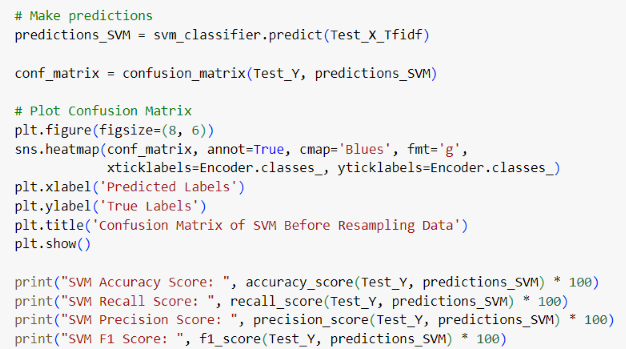 # Make predictions
predictions_SVM = svm_classifier.predict(Test_X_Tfidf)
conf_matrix = confusion_matrix(Test_Y, predictions_SVM)
# Plot Confusion Matrix
plt.figure(figsize=(8, 6))
sns.heatmap(conf_matrix, annot=True, cmap='Blues', fmt='g',
            xticklabels=Encoder.classes_, yticklabels=Encoder.classes_)
plt.xlabel('Predicted Labels')
plt.ylabel('True Labels')
plt.title('Confusion Matrix of SVM Before Resampling Data')
plt.show()
print("SVM Accuracy Score: ", accuracy_score(Test_Y, predictions_SVM) * 100)
print("SVM Recall Score: ", recall_score(Test_Y, predictions_SVM) * 100)
print("SVM Precision Score: ", precision_score(Test_Y, predictions_SVM) * 100)
print("SVM F1 Score: ", f1_score(Test_Y, predictions_SVM) * 100)